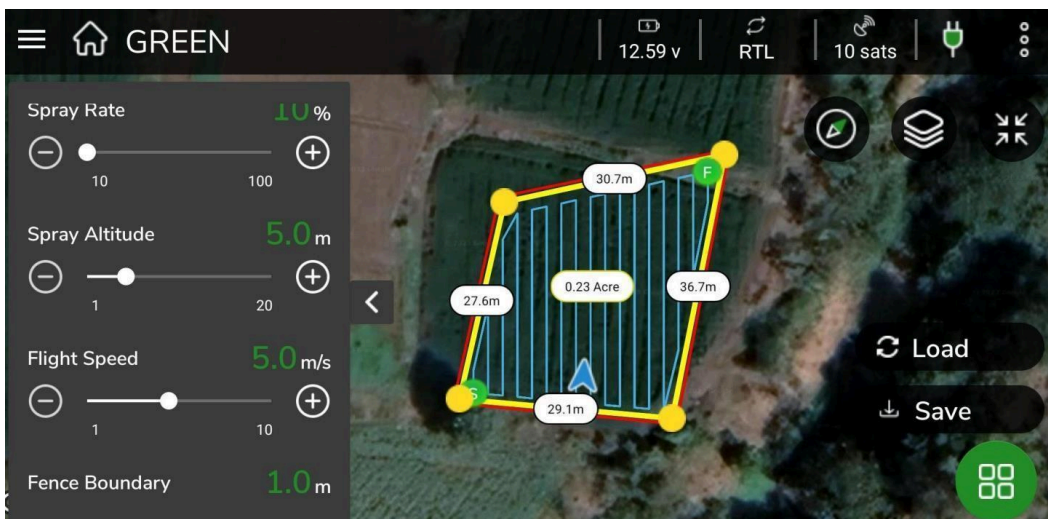 GREEN
12.59 v
RTL
10 sats
Spray Rate 10 %
10 100
Spray Altitude 5.0 m
1 20
Flight Speed 5.0 m/s
1 10
Fence Boundary 1.0 m
30.7m
F
27.6m
0.23 Acre
36.7m
S
29.1m
Load
Save